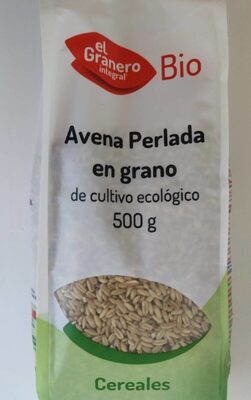 el
Granero
integral
Bio
Avena Perlada
en grano
de cultivo ecológico
500 g
Cereales